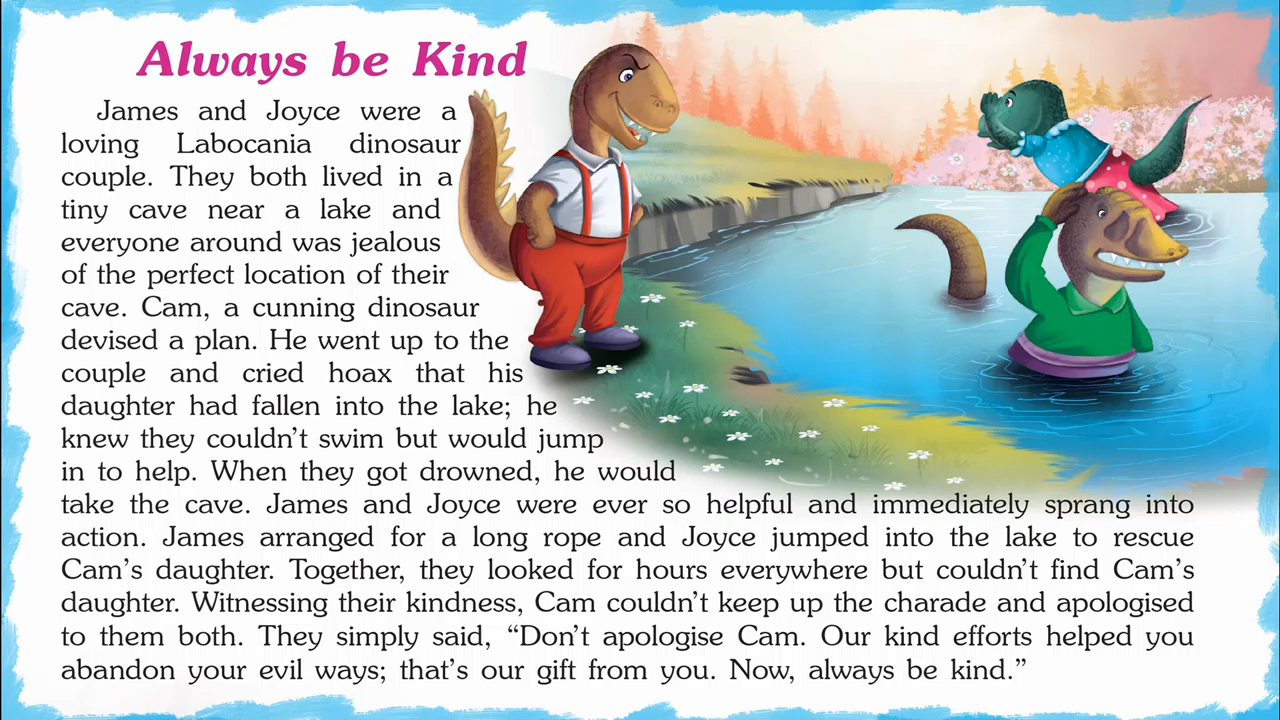 Always be Kind
James and Joyce were a
loving Labocania dinosaur
couple. They both lived in a
tiny cave near a lake and
everyone around was jealous
of the perfect location of their
cave. Cam, a cunning dinosaur
devised a plan. He went up to the
couple and cried hoax that his
daughter had fallen into the lake; he
knew they couldn’t swim but would jump
in to help. When they got drowned, he would
take the cave. James and Joyce were ever so helpful and immediately sprang into
action. James arranged for a long rope and Joyce jumped into the lake to rescue
Cam’s daughter. Together, they looked for hours everywhere but couldn’t find Cam’s
daughter. Witnessing their kindness, Cam couldn’t keep up the charade and apologised
to them both. They simply said, “Don’t apologise Cam. Our kind efforts helped you
abandon your evil ways; that’s our gift from you. Now, always be kind.”